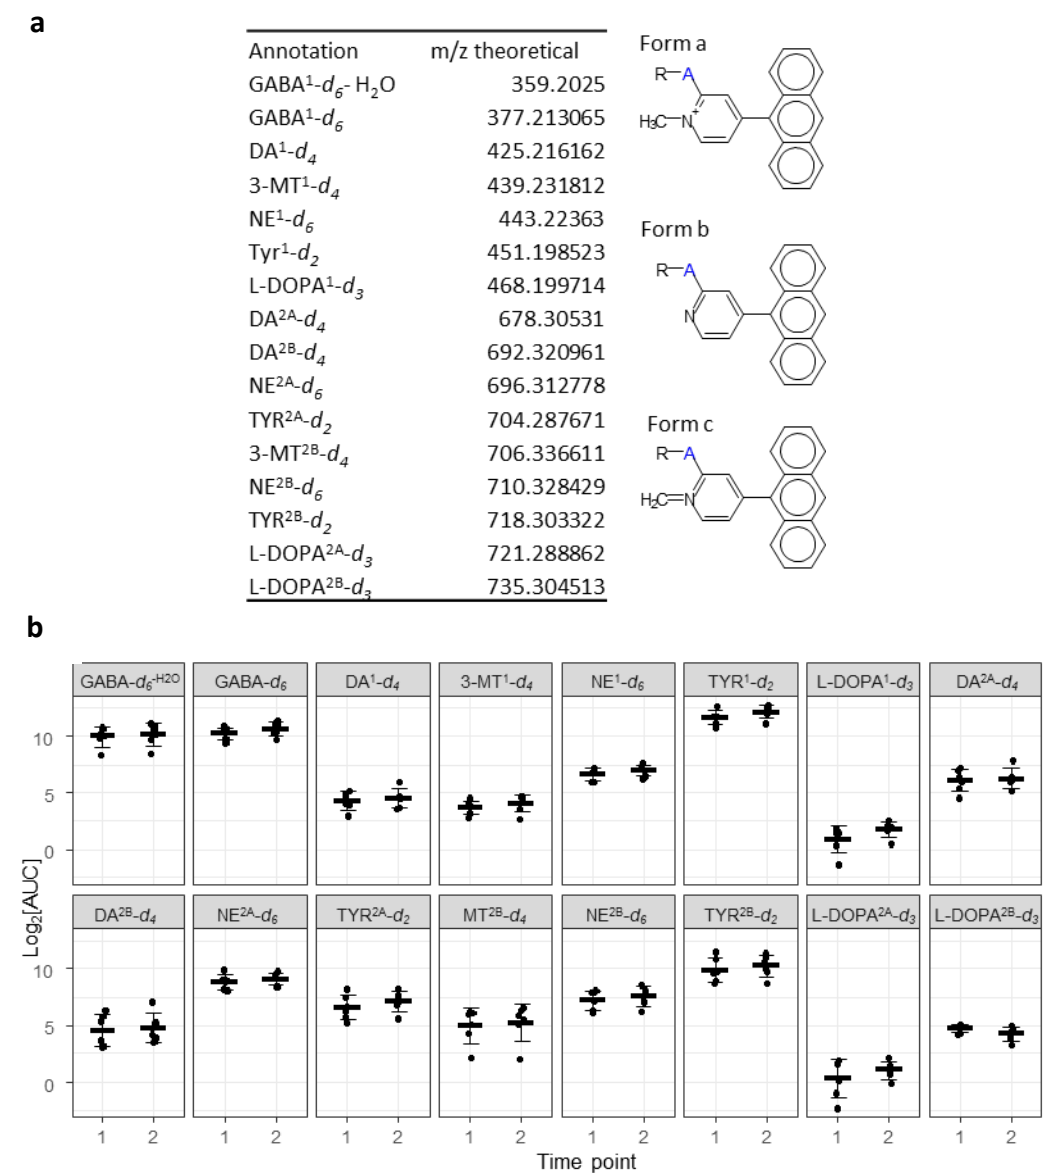 a
Annotation m/z theoretical
GABA¹-d₆- H₂O 359.2025
GABA¹-d₆ 377.213065
DA¹-d₄ 425.216162
3-MT¹-d₄ 439.231812
NE¹-d₆ 443.22363
Tyr¹-d₂ 451.198523
L-DOPA¹-d₃ 468.199714
DA²ᴬ-d₄ 678.30531
DA²ᴮ-d₄ 692.320961
NE²ᴬ-d₆ 696.312778
TYR²ᴬ-d₂ 704.287671
3-MT²ᴮ-d₄ 706.336611
NE²ᴮ-d₆ 710.328429
TYR²ᴮ-d₂ 718.303322
L-DOPA²ᴬ-d₃ 721.288862
L-DOPA²ᴮ-d₃ 735.304513
Form a
R A
H₃C N +
Form b
R A
N
Form c
R A
H₂C N
b
GABA-d₆-H2O GABA-d₆ DA¹-d₄ 3-MT¹-d₄ NE¹-d₆ TYR¹-d₂ L-DOPA¹-d₃ DA²ᴬ-d₄
10
5
0
Log₂[AUC]
DA²ᴮ-d₄ NE²ᴬ-d₆ TYR²ᴬ-d₂ MT²ᴮ-d₄ NE²ᴮ-d₆ TYR²ᴮ-d₂ L-DOPA²ᴬ-d₃ L-DOPA²ᴮ-d₃
10
5
0
1 2 1 2 1 2 1 2 1 2 1 2 1 2 1 2
Time point